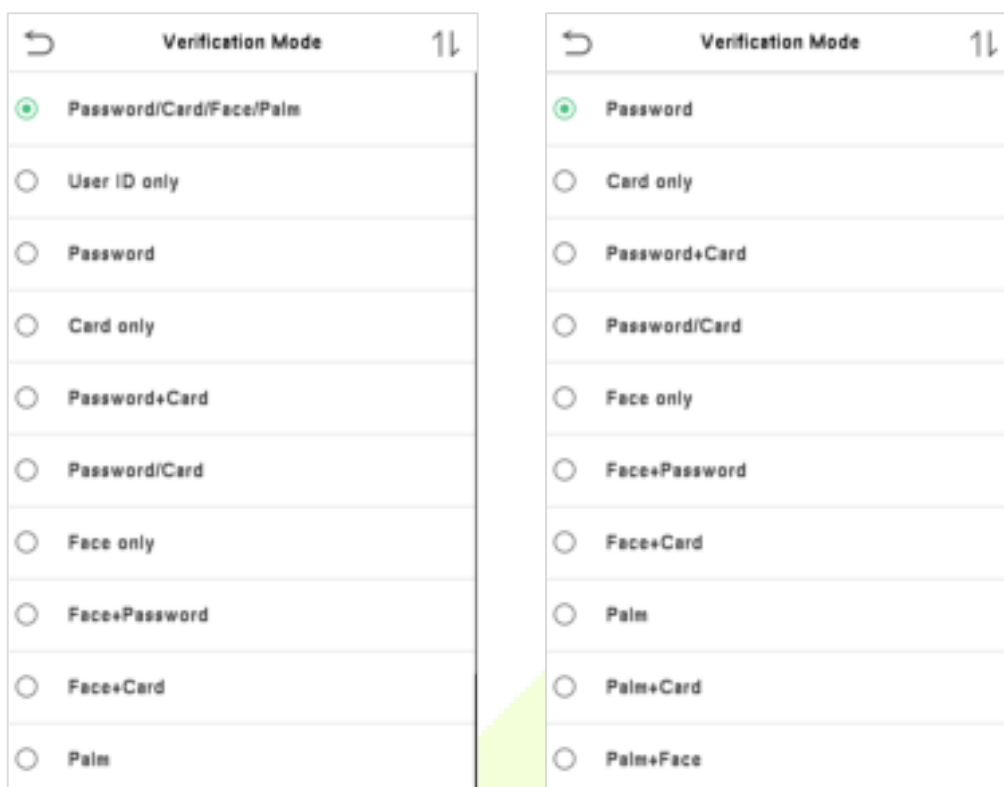 Verification Mode
Password/Card/Face/Palm
User ID only
Password
Card only
Password+Card
Password/Card
Face only
Face+Password
Face+Card
Palm
Verification Mode
Password
Card only
Password+Card
Password/Card
Face only
Face+Password
Face+Card
Palm
Palm+Card
Palm+Face